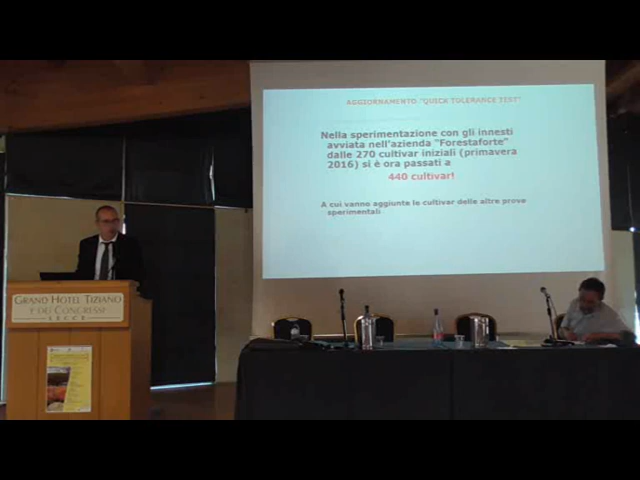 AGGIORNAMENTO "QUICK TOLERANCE TEST"
Nella sperimentazione con gli innesti
avviata nell'azienda "Forestaforte"
dalle 270 cultivar iniziali (primavera
2016) si è ora passati a
440 cultivar!
A cui vanno aggiunte le cultivar delle altre prove
sperimentali
GRAND HOTEL TIZIANO
E DEI CONGRESSI
LECCE